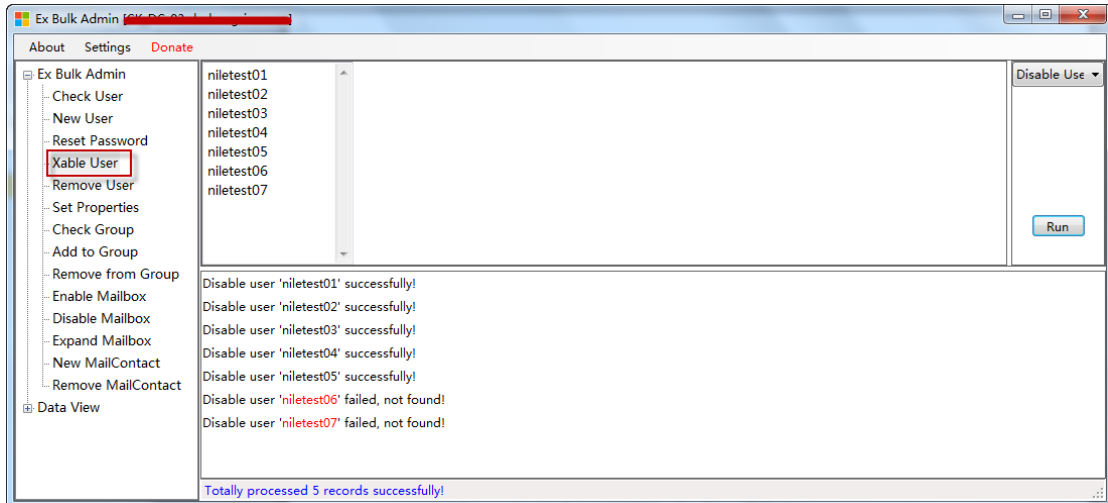 Ex Bulk Admin
About Settings Donate
Ex Bulk Admin
Check User
New User
Reset Password
Xable User
Remove User
Set Properties
Check Group
Add to Group
Remove from Group
Enable Mailbox
Disable Mailbox
Expand Mailbox
New MailContact
Remove MailContact
Data View
niletest01
niletest02
niletest03
niletest04
niletest05
niletest06
niletest07
Disable Use
Run
Disable user 'niletest01' successfully!
Disable user 'niletest02' successfully!
Disable user 'niletest03' successfully!
Disable user 'niletest04' successfully!
Disable user 'niletest05' successfully!
Disable user 'niletest06' failed, not found!
Disable user 'niletest07' failed, not found!
Totally processed 5 records successfully!